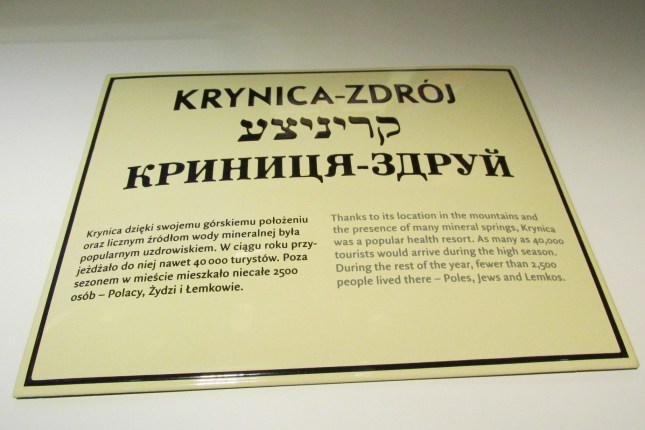 KRYNICA-ZDRÓJ
קריניצע
КРИНИЦЯ-ЗДРУЙ
Krynica dzięki swojemu górskiemu położeniu
oraz licznym źródłom wody mineralnej była
popularnym uzdrowiskiem. W ciągu roku przy-
jeżdżało do niej nawet 40 000 turystów. Poza
sezonem w mieście mieszkało niecałe 2500
osób – Polacy, Żydzi i Łemkowie.
Thanks to its location in the mountains and
the presence of many mineral springs, Krynica
was a popular health resort. As many as 40,000
tourists would arrive during the high season.
During the rest of the year, fewer than 2,500
people lived there – Poles, Jews and Lemkos.